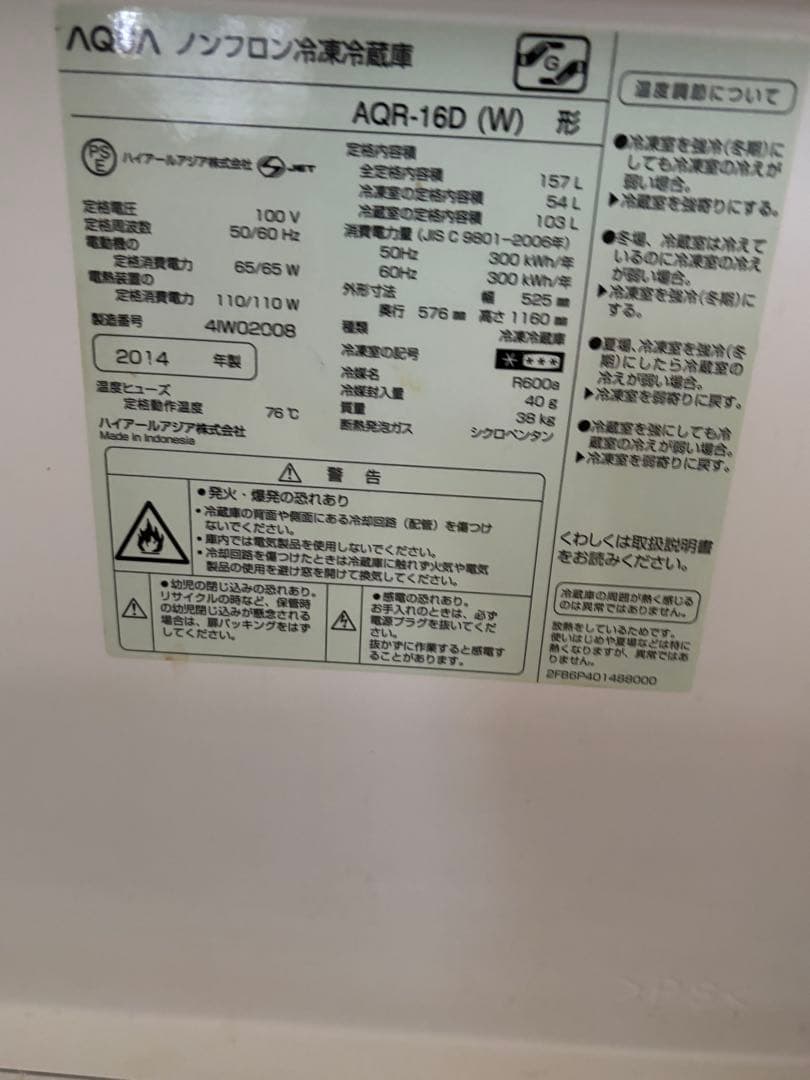 AQUA ノンフロン冷凍冷蔵庫
G
AQR-16D (W) 形
PS
E
ハイアールアジア株式会社 JET
定格電圧 100 V
定格周波数 50/60 Hz
電動機の
定格消費電力 65/65 W
電熱装置の
定格消費電力 110/110 W
製造番号 4IW02008
2014 年製
温度ヒューズ
定格動作温度 76℃
ハイアールアジア株式会社
Made in Indonesia
定格内容積
全定格内容積 157 L
冷凍室の定格内容積 54 L
冷蔵室の定格内容積 103 L
消費電力量 (JIS C 9801-2006年)
50Hz 300 kWh/年
60Hz 300 kWh/年
外形寸法 幅 525 mm
奥行 576 mm 高さ 1160 mm
種類 冷凍冷蔵庫
冷凍室の記号 * ***
冷媒名 R600a
冷媒封入量 40 g
質量 38 kg
断熱発泡ガス シクロペンタン
⚠ 警告
●発火・爆発の恐れあり
・冷蔵庫の背面や側面にある冷却回路（配管）を傷つけ
ないでください。
・庫内では電気製品を使用しないでください。
・冷却回路を傷つけたときは冷蔵庫に触れず火気や電気
製品の使用を避け窓を開けて換気してください。
●幼児の閉じ込みの恐れあり。
リサイクルの時など、保管時
の幼児閉じ込みが懸念される
場合は、扉パッキングをはず
してください。
●感電の恐れあり。
お手入れのときは、必ず
電源プラグを抜いてくだ
さい。
抜かずに作業すると感電す
ることがあります。
温度調節について
●冷凍室を強冷(冬期)に
しても冷凍室の冷えが
弱い場合。
▶冷蔵室を強寄りにする。
●冬場、冷蔵室は冷えて
いるのに冷凍室の冷え
が弱い場合。
▶冷凍室を強冷(冬期)に
する。
●夏場、冷凍室を強冷(冬
期)にしたら冷蔵室の
冷えが弱い場合。
▶冷凍室を弱寄りに戻す。
●冷蔵室を強にしても冷
蔵室の冷えが弱い場合。
▶冷凍室を弱寄りに戻す。
くわしくは取扱説明書
をお読みください。
冷蔵庫の周囲が熱く感じる
のは異常ではありません。
放熱をしているためです。
使いはじめや夏場などは特に
熱くなりますが、異常ではあ
りません。
2FB6P401488000